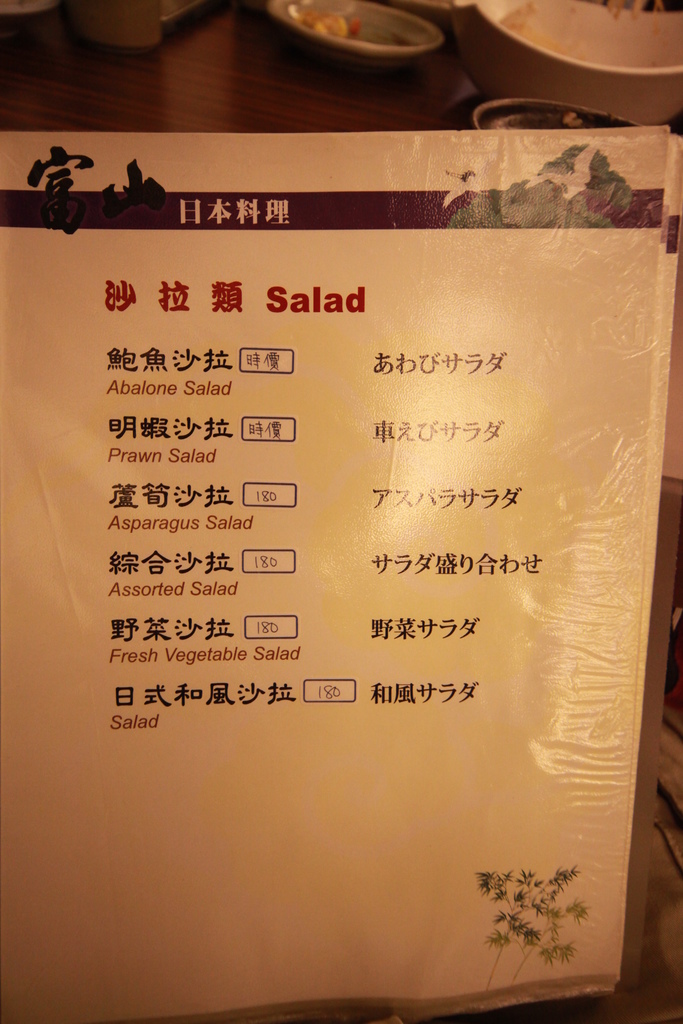 富山 日本料理
沙拉類 Salad
鮑魚沙拉 時價 あわびサラダ
Abalone Salad
明蝦沙拉 時價 車えびサラダ
Prawn Salad
蘆筍沙拉 180 アスパラサラダ
Asparagus Salad
綜合沙拉 180 サラダ盛り合わせ
Assorted Salad
野菜沙拉 180 野菜サラダ
Fresh Vegetable Salad
日式和風沙拉 180 和風サラダ
Salad